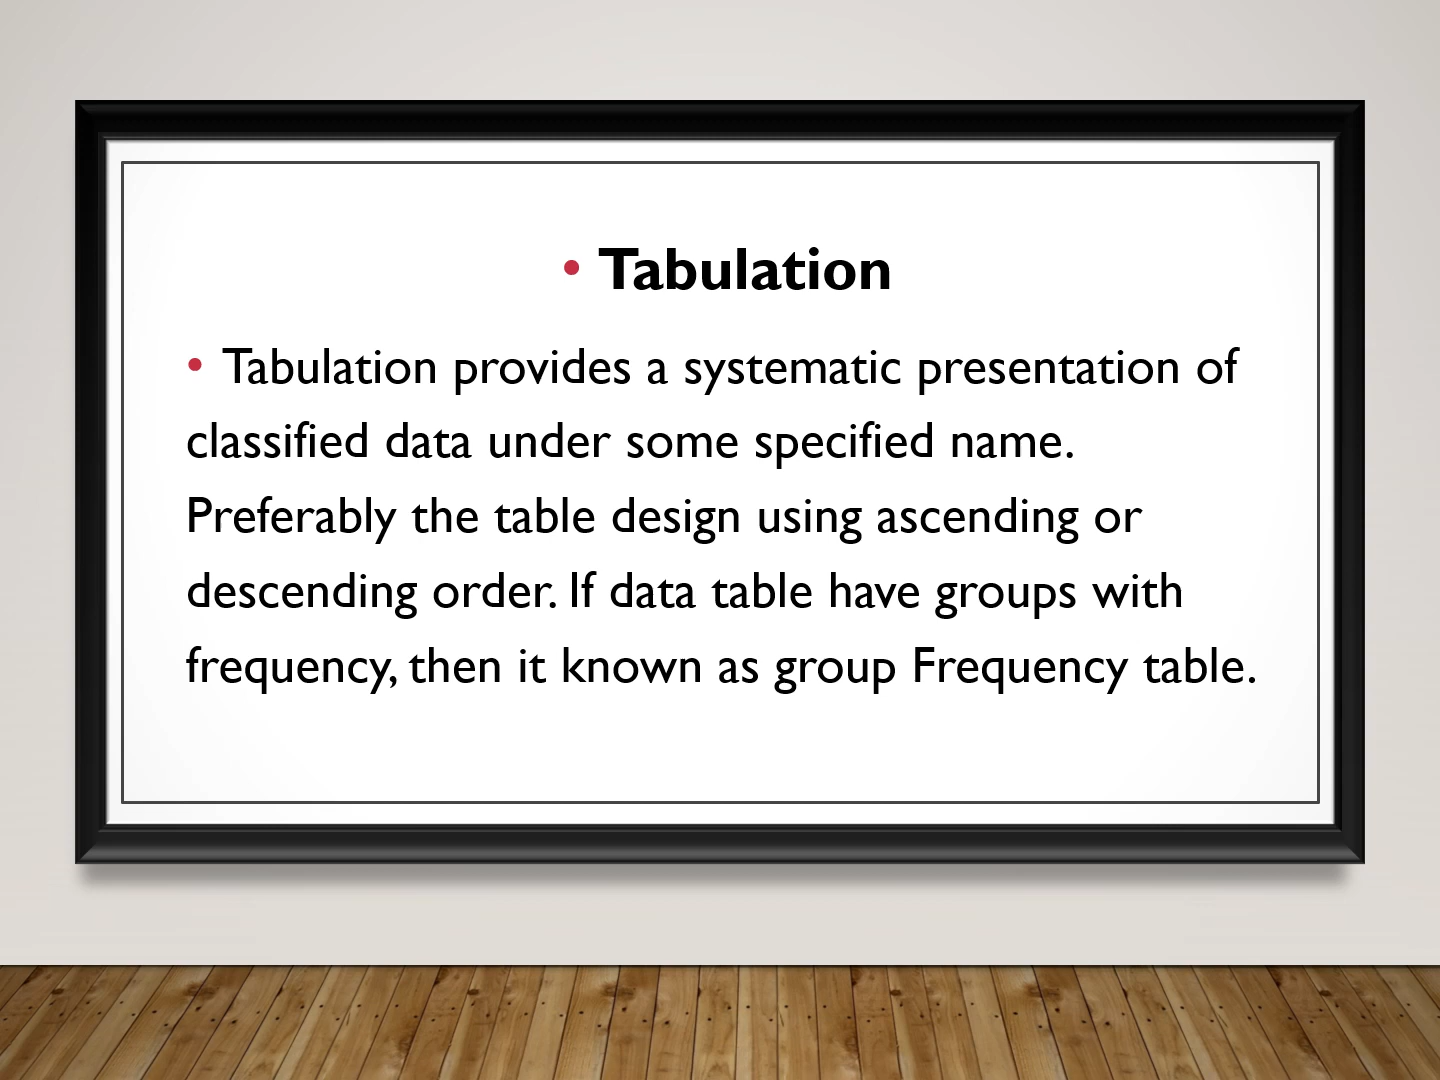 • Tabulation
• Tabulation provides a systematic presentation of
classified data under some specified name.
Preferably the table design using ascending or
descending order. If data table have groups with
frequency, then it known as group Frequency table.